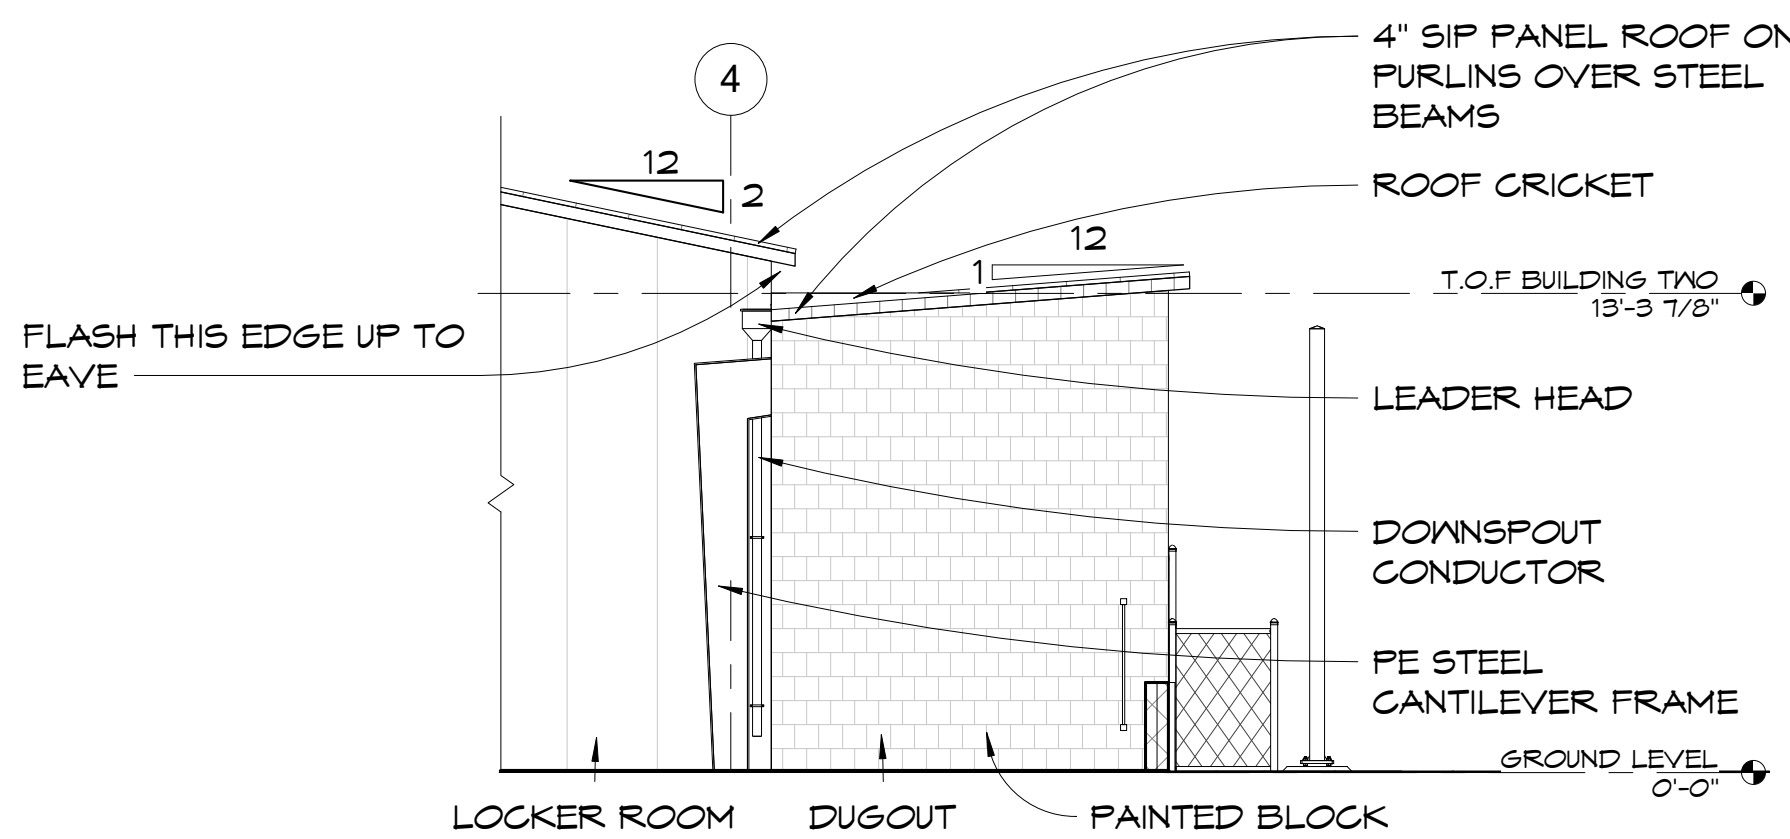 4" SIP PANEL ROOF ON
PURLINS OVER STEEL
BEAMS
4
12
2
ROOF CRICKET
12
1
T.O.F BUILDING TWO
13'-3 7/8"
FLASH THIS EDGE UP TO
EAVE
LEADER HEAD
DOWNSPOUT
CONDUCTOR
PE STEEL
CANTILEVER FRAME
GROUND LEVEL
0'-0"
LOCKER ROOM
DUGOUT
PAINTED BLOCK